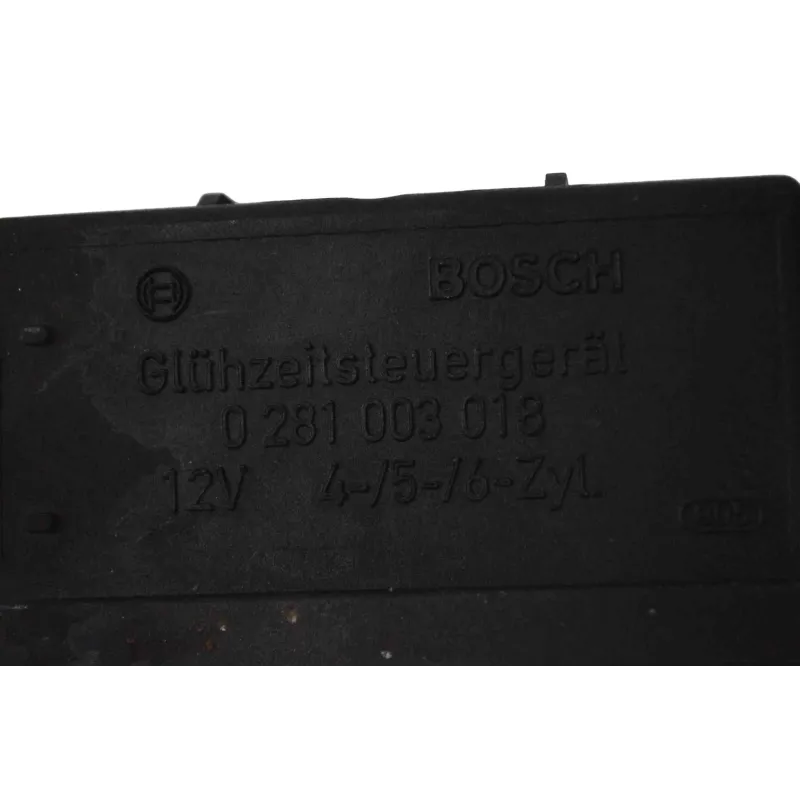 BOSCH
Glühzeitsteuergerät
0 281 003 018
12V 4-/5-/6-Zyl.